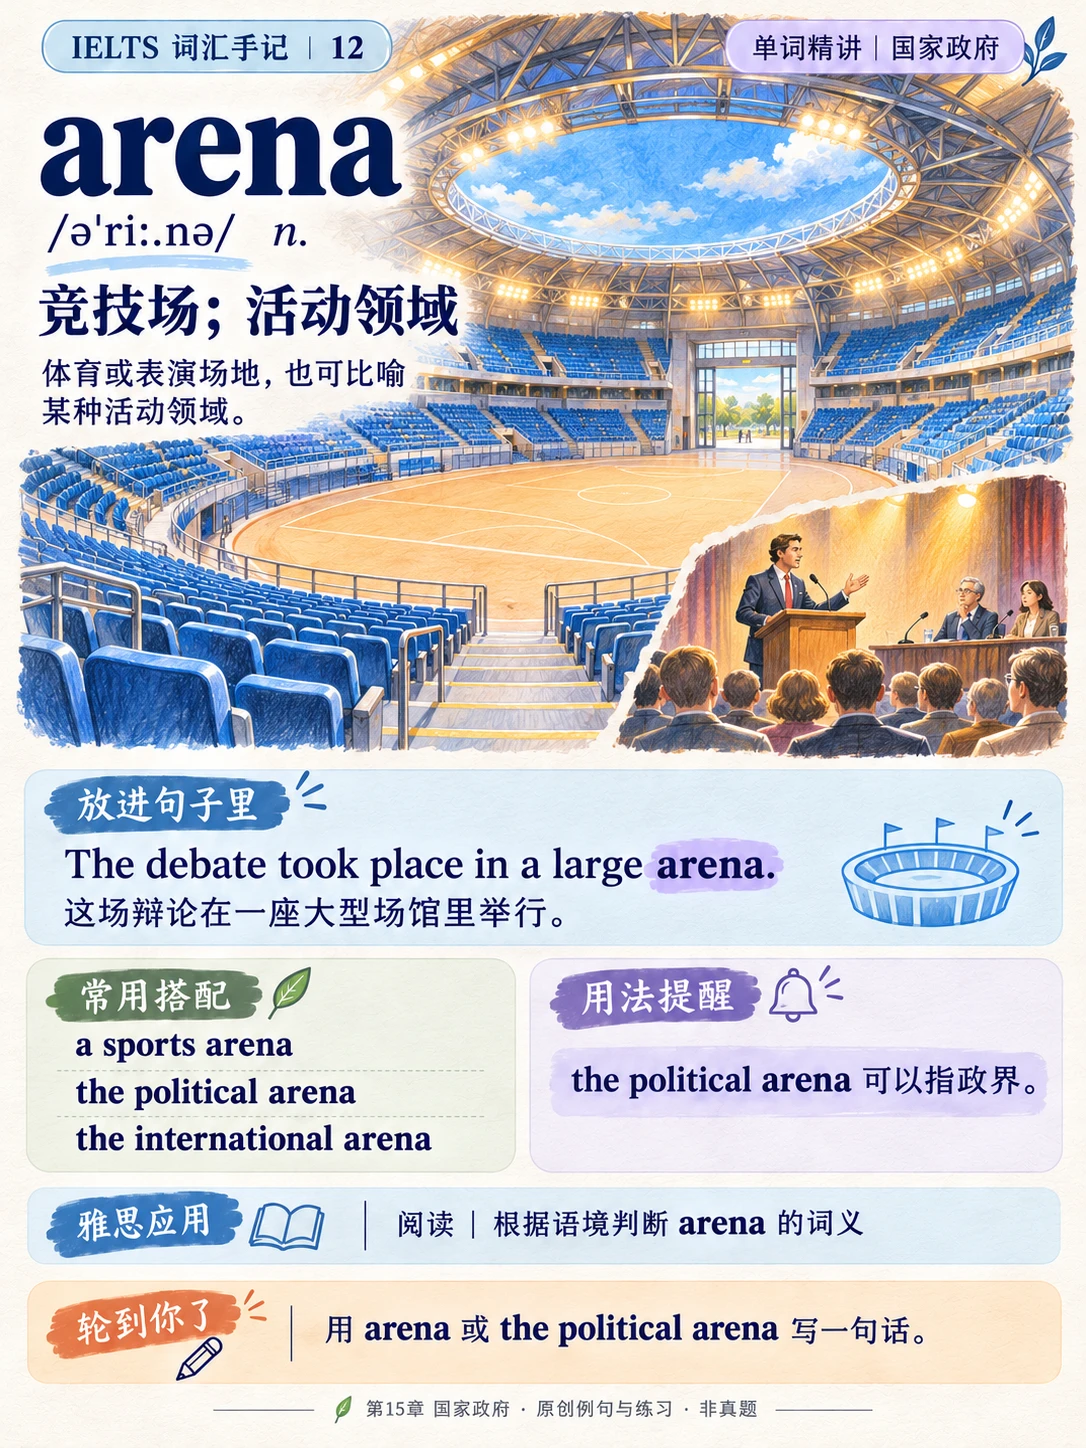 IELTS 词汇手记 | 12
单词精讲 | 国家政府
arena
/ə'ri:.nə/ n.
竞技场；活动领域
体育或表演场地，也可比喻
某种活动领域。
放进句子里
The debate took place in a large arena.
这场辩论在一座大型场馆里举行。
常用搭配
a sports arena
the political arena
the international arena
用法提醒
the political arena 可以指政界。
雅思应用
阅读 | 根据语境判断 arena 的词义
轮到你了
用 arena 或 the political arena 写一句话。
第15章 国家政府 · 原创例句与练习 · 非真题